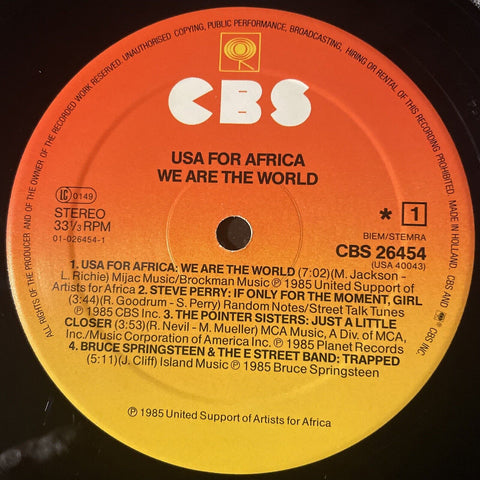 ALL RIGHTS OF THE PRODUCER AND OF THE OWNER OF THE RECORDED WORK RESERVED. UNAUTHORISED COPYING, PUBLIC PERFORMANCE, BROADCASTING, HIRING OR RENTAL OF THIS RECORDING PROHIBITED. MADE IN HOLLAND. CBS AND ARE CBS INC.
CBS
USA FOR AFRICA
WE ARE THE WORLD
LC 0149
STEREO
33⅓ RPM
01-026454-1
* 1
BIEM/STEMRA
CBS 26454
(USA 40043)
1. USA FOR AFRICA: WE ARE THE WORLD (7:02)(M. Jackson -
L. Richie) Mijac Music/Brockman Music ℗ 1985 United Support of
Artists for Africa 2. STEVE PERRY: IF ONLY FOR THE MOMENT, GIRL
(3:44)(R. Goodrum - S. Perry) Random Notes/Street Talk Tunes
℗ 1985 CBS Inc. 3. THE POINTER SISTERS: JUST A LITTLE
CLOSER (3:53)(R. Nevil - M. Mueller) MCA Music, A Div. of MCA,
Inc./Music Corporation of America Inc. ℗ 1985 Planet Records
4. BRUCE SPRINGSTEEN & THE E STREET BAND: TRAPPED
(5:11)(J. Cliff) Island Music ℗ 1985 Bruce Springsteen
℗ 1985 United Support of Artists for Africa